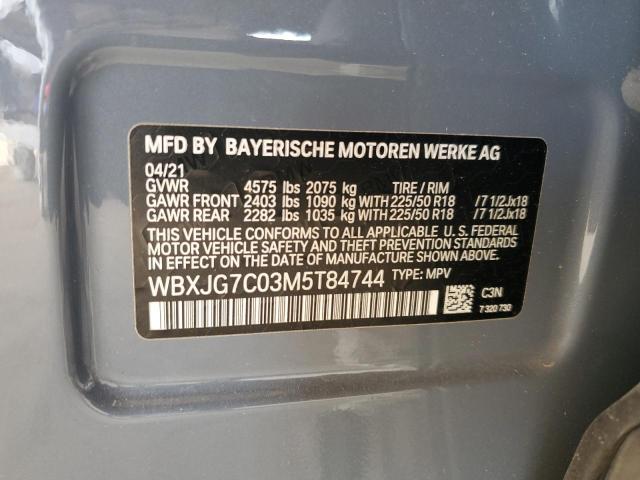 MFD BY BAYERISCHE MOTOREN WERKE AG
04/21
GVWR 4575 lbs 2075 kg TIRE / RIM
GAWR FRONT 2403 lbs 1090 kg WITH 225/50 R18 /7 1/2Jx18
GAWR REAR 2282 lbs 1035 kg WITH 225/50 R18 /7 1/2Jx18
THIS VEHICLE CONFORMS TO ALL APPLICABLE U. S. FEDERAL
MOTOR VEHICLE SAFETY, BUMPER, AND THEFT PREVENTION STANDARDS
IN EFFECT ON THE DATE OF MANUFACTURE SHOWN ABOVE.
WBXJG7C03M5T84744 TYPE: MPV
C3N
7 320 730